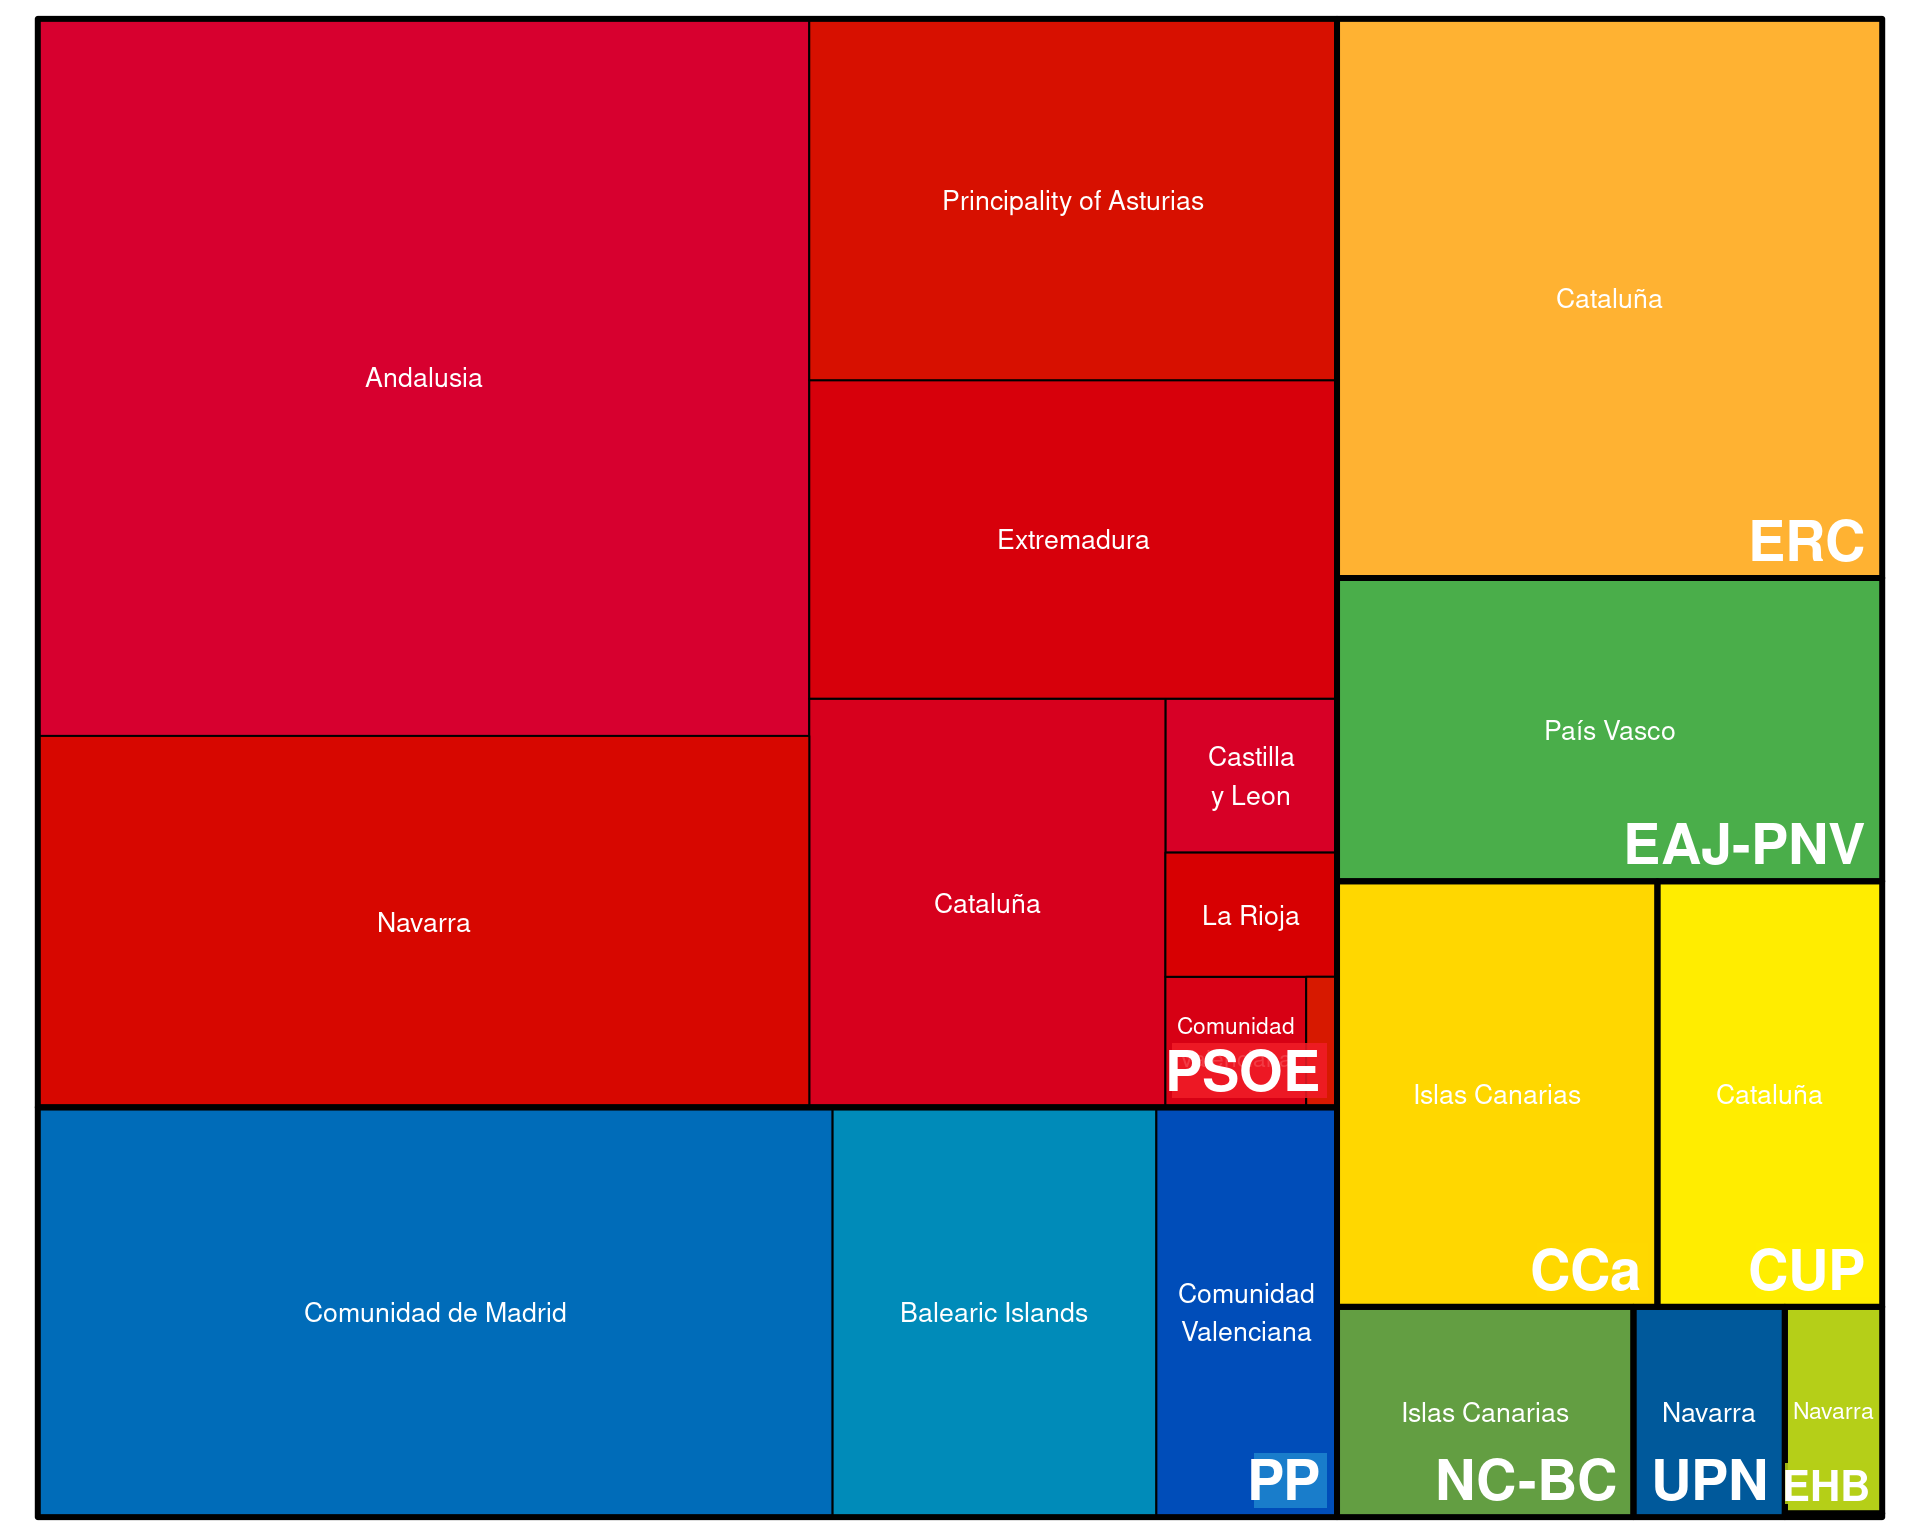 Andalusia
Navarra
Principality of Asturias
Extremadura
Cataluña
Castilla
y Leon
La Rioja
Comunidad
PSOE
Comunidad de Madrid
Balearic Islands
Comunidad
Valenciana
PP
Cataluña
ERC
País Vasco
EAJ-PNV
Islas Canarias
CCa
Cataluña
CUP
Islas Canarias
NC-BC
Navarra
UPN
Navarra
EHB